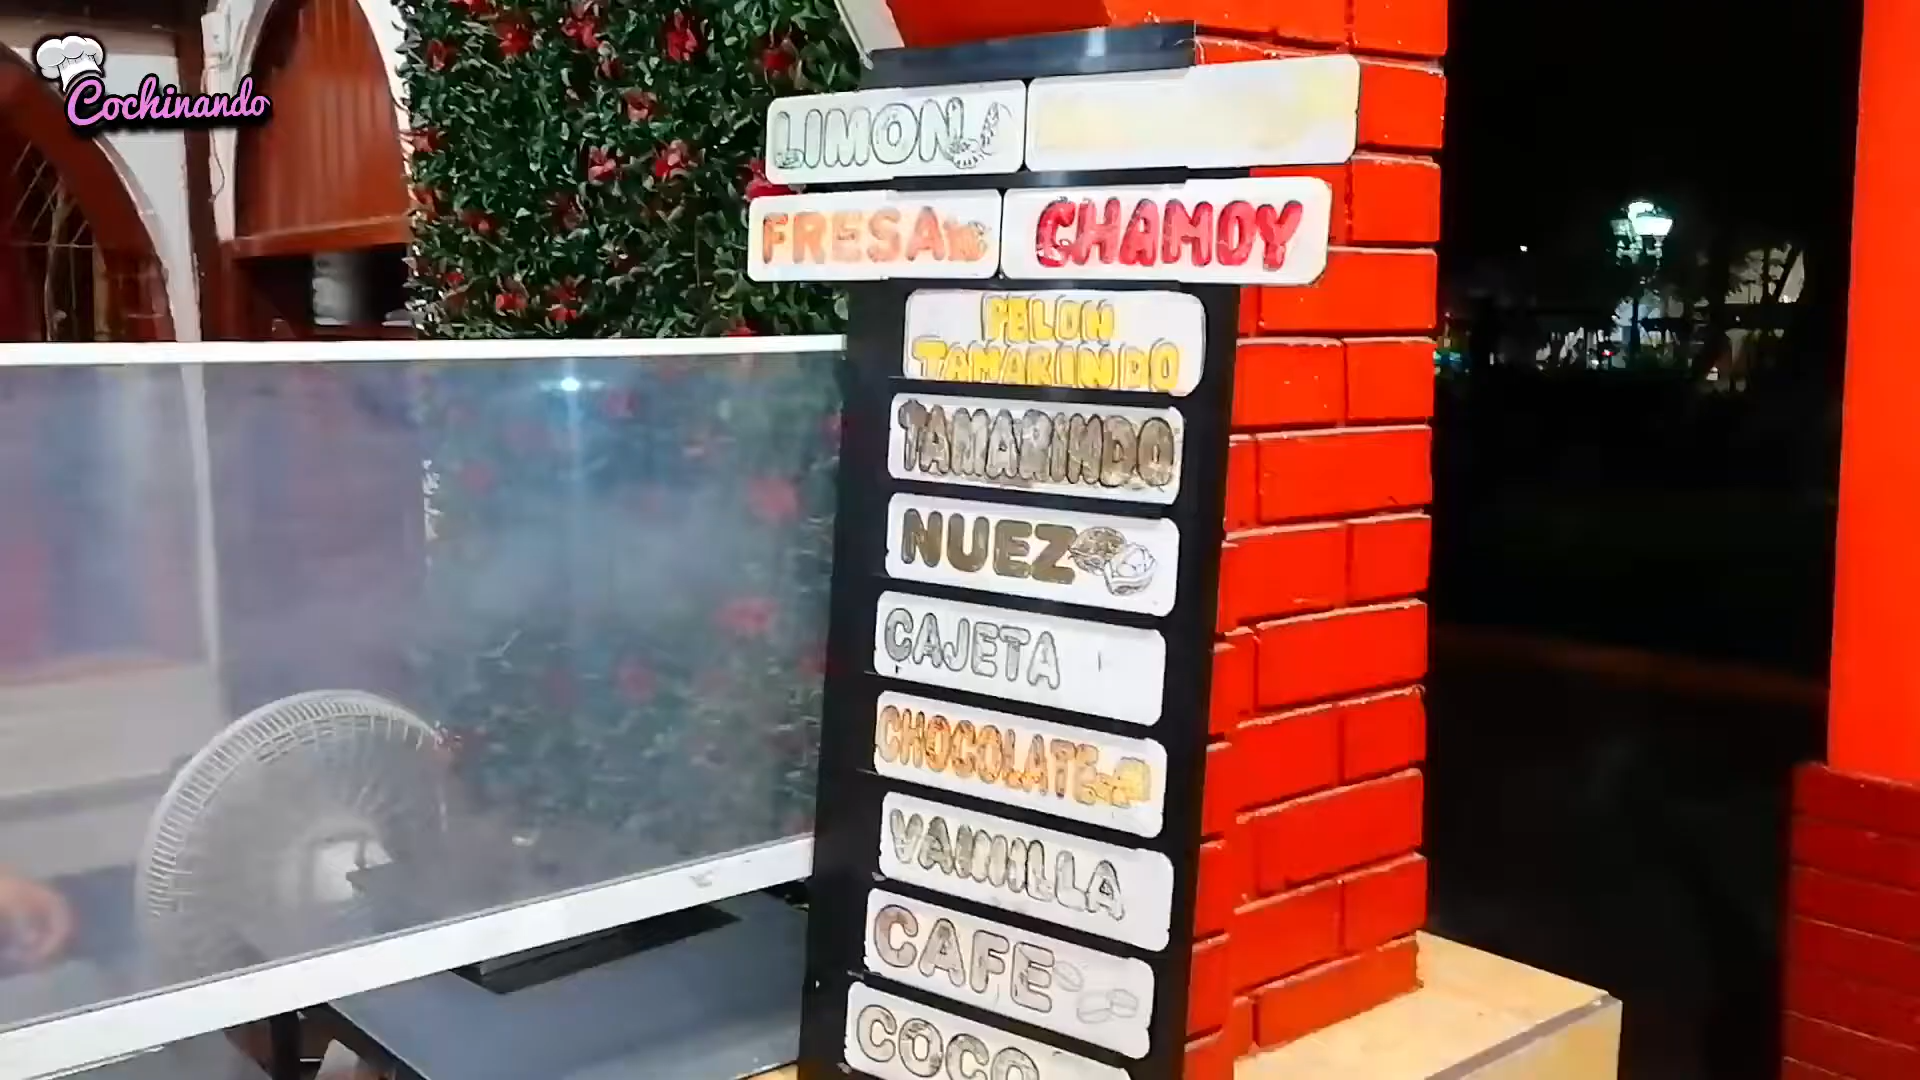 Cochinando
LIMON
FRESA
CHAMOY
PELON
TAMARINDO
TAMARINDO
NUEZ
CAJETA
CHOCOLATE
VAINILLA
CAFE
COCO